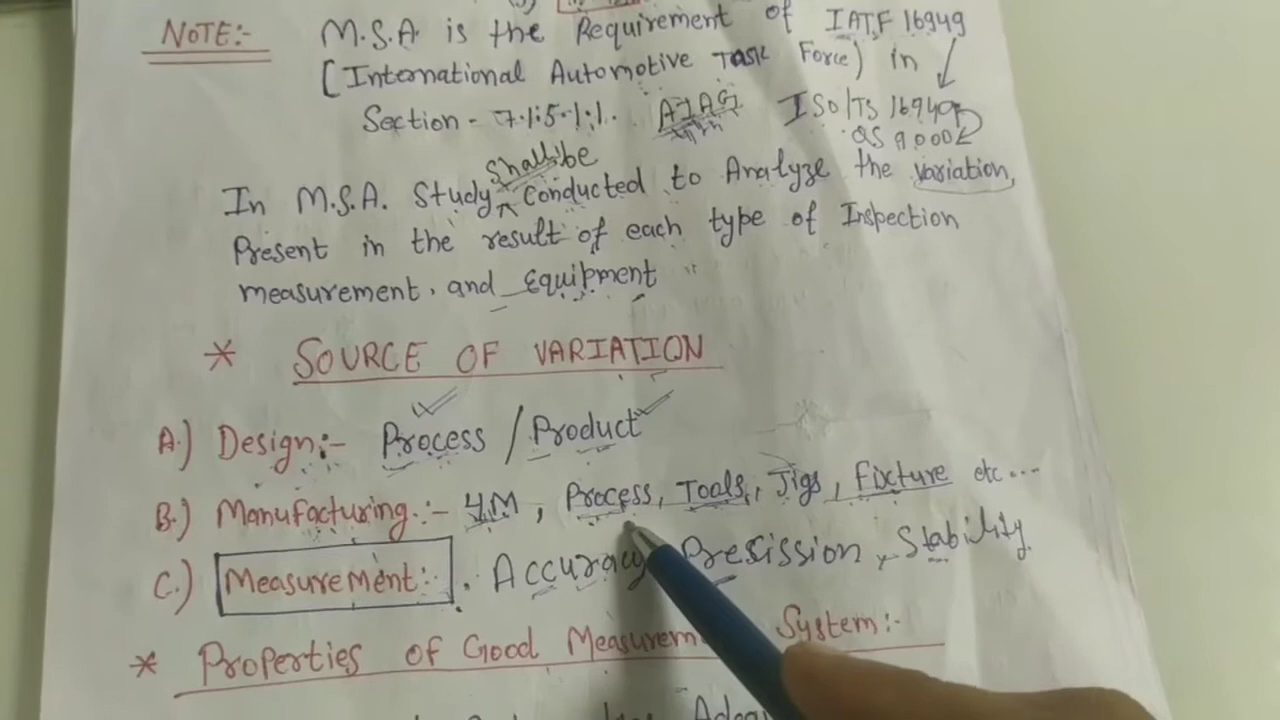 NOTE:- M.S.A. is the Requirement of IATF 16949
[International Automotive Task Force) in
Section - 7.1.5.1.1. AIAG ISO/TS 16949
QS 9000
Shall be
In M.S.A. Study Conducted to Analyze the variation,
Present in the result of each type of Inspection
measurement, and Equipment
* SOURCE OF VARIATION
A.) Design:- Process / Product
B.) Manufacturing:- 4M, Process, Tools, Jigs, Fixture etc...
C.) Measurement:- Accuracy Presission, Stability
* Properties of Good Measurem System:-